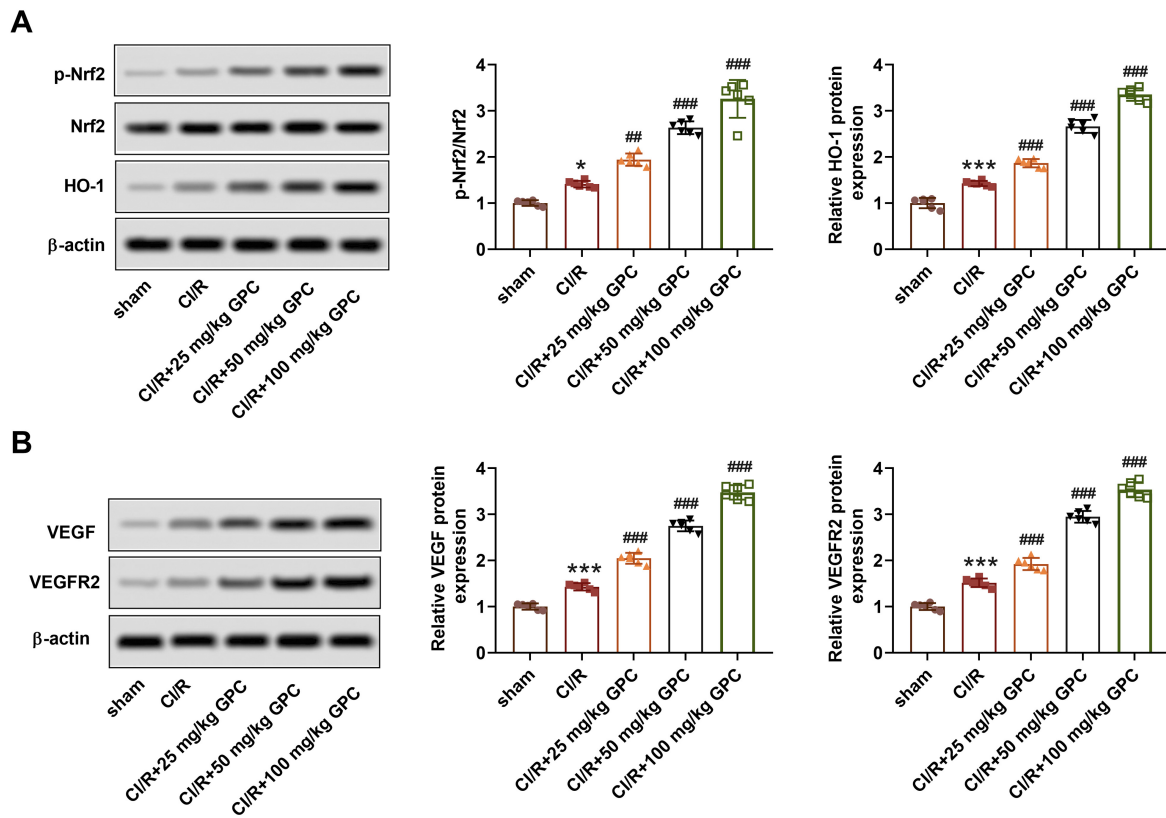 A
p-Nrf2
Nrf2
HO-1
β-actin
sham
CI/R
CI/R+25 mg/kg GPC
CI/R+50 mg/kg GPC
CI/R+100 mg/kg GPC
p-Nrf2/Nrf2
4
3
2
1
0
*
##
###
###
sham
CI/R
CI/R+25 mg/kg GPC
CI/R+50 mg/kg GPC
CI/R+100 mg/kg GPC
Relative HO-1 protein
expression
4
3
2
1
0
***
###
###
###
sham
CI/R
CI/R+25 mg/kg GPC
CI/R+50 mg/kg GPC
CI/R+100 mg/kg GPC
B
VEGF
VEGFR2
β-actin
sham
CI/R
CI/R+25 mg/kg GPC
CI/R+50 mg/kg GPC
CI/R+100 mg/kg GPC
Relative VEGF protein
expression
4
3
2
1
0
***
###
###
###
sham
CI/R
CI/R+25 mg/kg GPC
CI/R+50 mg/kg GPC
CI/R+100 mg/kg GPC
Relative VEGFR2 protein
expression
4
3
2
1
0
***
###
###
###
sham
CI/R
CI/R+25 mg/kg GPC
CI/R+50 mg/kg GPC
CI/R+100 mg/kg GPC